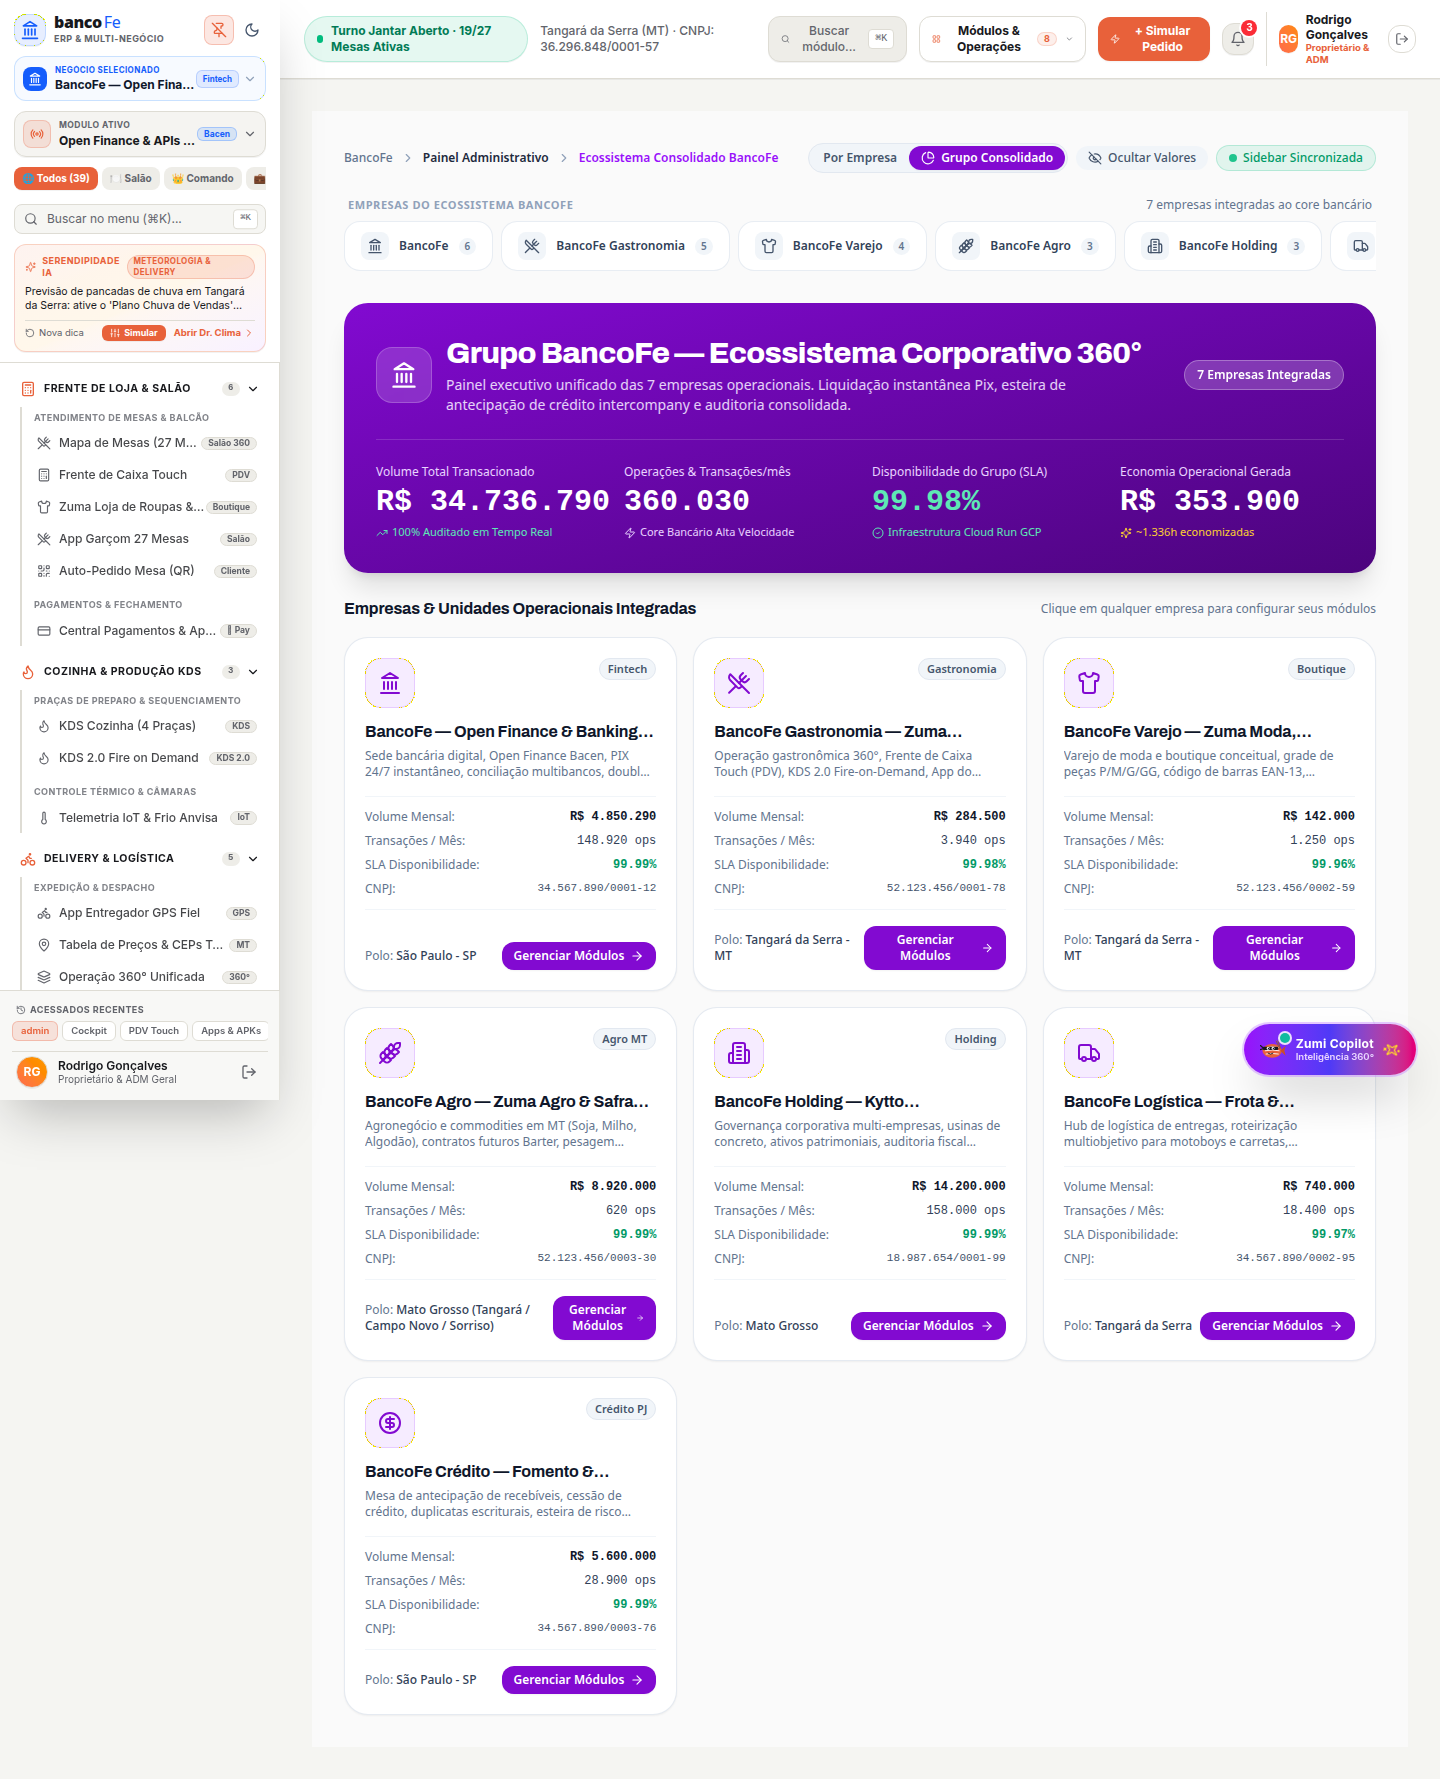 bancoFe
ERP & MULTI-NEGÓCIO
NEGÓCIO SELECIONADO
BancoFe — Open Fina...
Fintech
MÓDULO ATIVO
Open Finance & APIs ...
Bacen
Todos (39)
Salão
Comando
Buscar no menu (⌘K)...
⌘K
SERENDIPIDADE IA
METEOROLOGIA & DELIVERY
Previsão de pancadas de chuva em Tangará
da Serra: ative o 'Plano Chuva de Vendas'...
Nova dica
Simular
Abrir Dr. Clima
FRENTE DE LOJA & SALÃO
6
ATENDIMENTO DE MESAS & BALCÃO
Mapa de Mesas (27 M...
Salão 360
Frente de Caixa Touch
PDV
Zuma Loja de Roupas &...
Boutique
App Garçom 27 Mesas
Salão
Auto-Pedido Mesa (QR)
Cliente
PAGAMENTOS & FECHAMENTO
Central Pagamentos & Ap...
Pay
COZINHA & PRODUÇÃO KDS
3
PRAÇAS DE PREPARO & SEQUENCIAMENTO
KDS Cozinha (4 Praças)
KDS
KDS 2.0 Fire on Demand
KDS 2.0
CONTROLE TÉRMICO & CÂMARAS
Telemetria IoT & Frio Anvisa
IoT
DELIVERY & LOGÍSTICA
5
EXPEDIÇÃO & DESPACHO
App Entregador GPS Fiel
GPS
Tabela de Preços & CEPs T...
MT
Operação 360° Unificada
360°
ACESSADOS RECENTES
admin
Cockpit
PDV Touch
Apps & APKs
RG
Rodrigo Gonçalves
Proprietário & ADM Geral
Turno Jantar Aberto · 19/27
Mesas Ativas
Tangará da Serra (MT) · CNPJ:
36.296.848/0001-57
Buscar
módulo...
⌘K
Módulos &
Operações
8
+ Simular
Pedido
3
RG
Rodrigo
Gonçalves
Proprietário &
ADM
BancoFe
Painel Administrativo
Ecossistema Consolidado BancoFe
Por Empresa
Grupo Consolidado
Ocultar Valores
Sidebar Sincronizada
EMPRESAS DO ECOSSISTEMA BANCOFE
7 empresas integradas ao core bancário
BancoFe 6
BancoFe Gastronomia 5
BancoFe Varejo 4
BancoFe Agro 3
BancoFe Holding 3
Grupo BancoFe — Ecossistema Corporativo 360°
Painel executivo unificado das 7 empresas operacionais. Liquidação instantânea Pix, esteira de
antecipação de crédito intercompany e auditoria consolidada.
7 Empresas Integradas
Volume Total Transacionado
R$ 34.736.790
100% Auditado em Tempo Real
Operações & Transações/mês
360.030
Core Bancário Alta Velocidade
Disponibilidade do Grupo (SLA)
99.98%
Infraestrutura Cloud Run GCP
Economia Operacional Gerada
R$ 353.900
~1.336h economizadas
Empresas & Unidades Operacionais Integradas
Clique em qualquer empresa para configurar seus módulos
Fintech
BancoFe — Open Finance & Banking...
Sede bancária digital, Open Finance Bacen, PIX
24/7 instantâneo, conciliação multibancos, doubl...
Volume Mensal: R$ 4.850.290
Transações / Mês: 148.920 ops
SLA Disponibilidade: 99.99%
CNPJ: 34.567.890/0001-12
Polo: São Paulo - SP
Gerenciar Módulos
Gastronomia
BancoFe Gastronomia — Zuma...
Operação gastronômica 360°, Frente de Caixa
Touch (PDV), KDS 2.0 Fire-on-Demand, App do...
Volume Mensal: R$ 284.500
Transações / Mês: 3.940 ops
SLA Disponibilidade: 99.98%
CNPJ: 52.123.456/0001-78
Polo: Tangará da Serra -
MT
Gerenciar
Módulos
Boutique
BancoFe Varejo — Zuma Moda,...
Varejo de moda e boutique conceitual, grade de
peças P/M/G/GG, código de barras EAN-13,...
Volume Mensal: R$ 142.000
Transações / Mês: 1.250 ops
SLA Disponibilidade: 99.96%
CNPJ: 52.123.456/0002-59
Polo: Tangará da Serra -
MT
Gerenciar
Módulos
Agro MT
BancoFe Agro — Zuma Agro & Safra...
Agronegócio e commodities em MT (Soja, Milho,
Algodão), contratos futuros Barter, pesagem...
Volume Mensal: R$ 8.920.000
Transações / Mês: 620 ops
SLA Disponibilidade: 99.99%
CNPJ: 52.123.456/0003-30
Polo: Mato Grosso (Tangará /
Campo Novo / Sorriso)
Gerenciar
Módulos
Holding
BancoFe Holding — Kytto...
Governança corporativa multi-empresas, usinas de
concreto, ativos patrimoniais, auditoria fiscal...
Volume Mensal: R$ 14.200.000
Transações / Mês: 158.000 ops
SLA Disponibilidade: 99.99%
CNPJ: 18.987.654/0001-99
Polo: Mato Grosso
Gerenciar Módulos
Zumi Copilot
Inteligência 360°
BancoFe Logística — Frota &...
Hub de logística de entregas, roteirização
multiobjetivo para motoboys e carretas,...
Volume Mensal: R$ 740.000
Transações / Mês: 18.400 ops
SLA Disponibilidade: 99.97%
CNPJ: 34.567.890/0002-95
Polo: Tangará da Serra
Gerenciar Módulos
Crédito PJ
BancoFe Crédito — Fomento &...
Mesa de antecipação de recebíveis, cessão de
crédito, duplicatas escriturais, esteira de risco...
Volume Mensal: R$ 5.600.000
Transações / Mês: 28.900 ops
SLA Disponibilidade: 99.99%
CNPJ: 34.567.890/0003-76
Polo: São Paulo - SP
Gerenciar Módulos